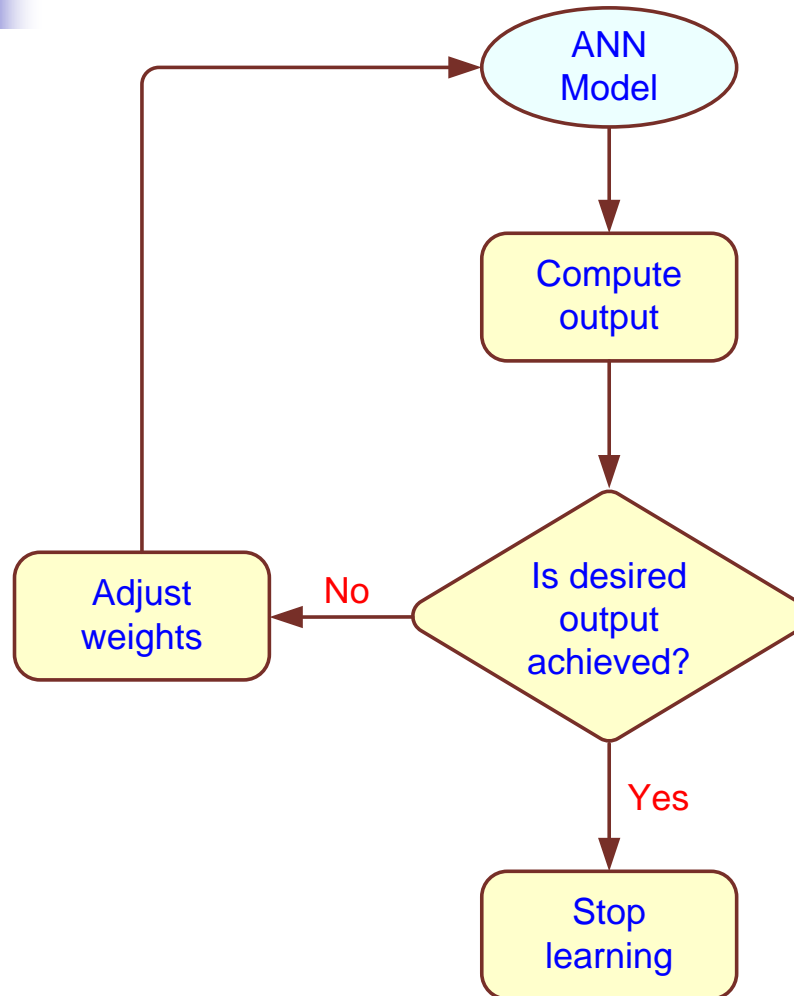 ANN
Model
Compute
output
Is desired
output
achieved?
No
Adjust
weights
Yes
Stop
learning